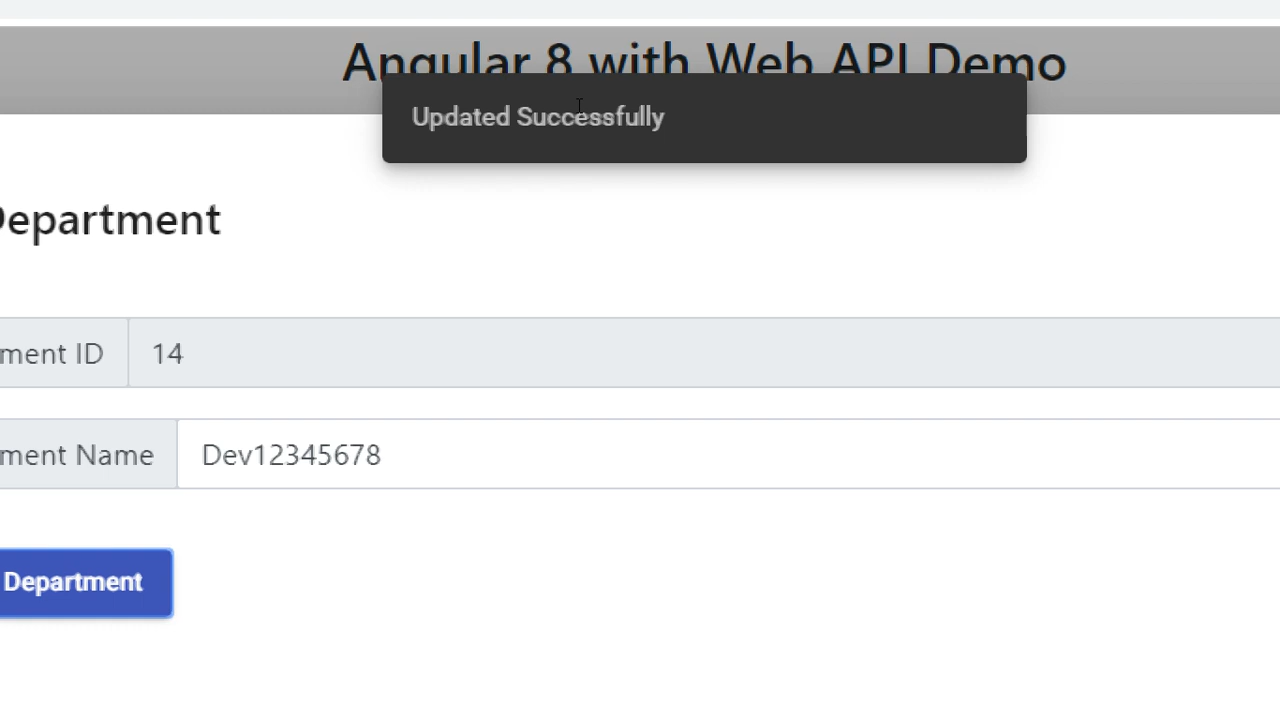 Angular 8 with Web API Demo
Updated Successfully
Department
ment ID
14
ment Name
Dev12345678
Department